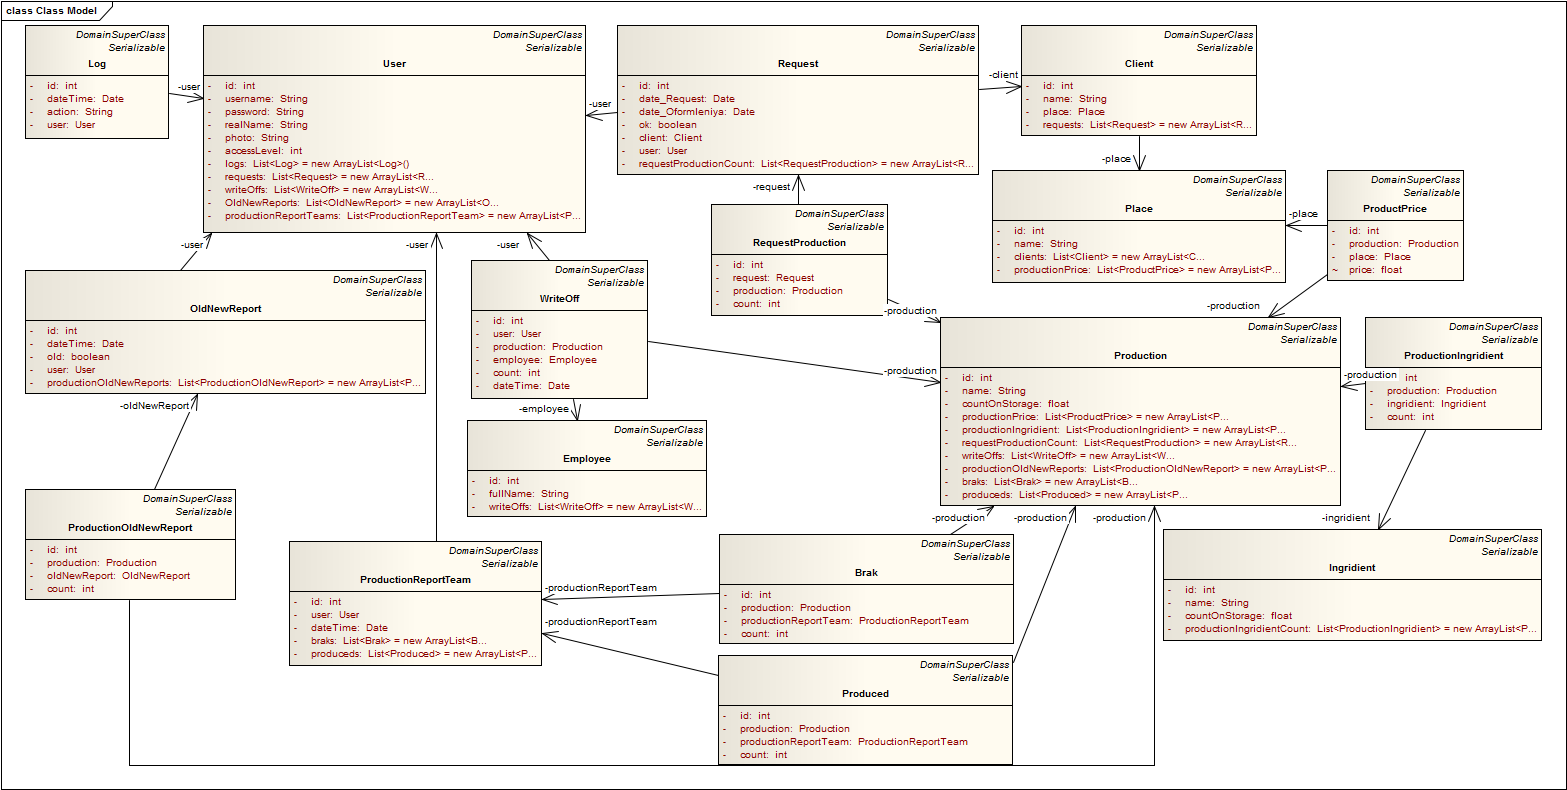 class Class Model
DomainSuperClass
Serializable
Log
- id: int
- dateTime: Date
- action: String
- user: User
-user
DomainSuperClass
Serializable
User
- id: int
- username: String
- password: String
- realName: String
- photo: String
- accessLevel: int
- logs: List<Log> = new ArrayList<Log>()
- requests: List<Request> = new ArrayList<R...
- writeOffs: List<WriteOff> = new ArrayList<W...
- OldNewReports: List<OldNewReport> = new ArrayList<O...
- productionReportTeams: List<ProductionReportTeam> = new ArrayList<P...
-user
DomainSuperClass
Serializable
Request
- id: int
- date_Request: Date
- date_Oformleniya: Date
- ok: boolean
- client: Client
- user: User
- requestProductionCount: List<RequestProduction> = new ArrayList<R...
-client
DomainSuperClass
Serializable
Client
- id: int
- name: String
- place: Place
- requests: List<Request> = new ArrayList<R...
-place
-request
DomainSuperClass
Serializable
Place
- id: int
- name: String
- clients: List<Client> = new ArrayList<C...
- productionPrice: List<ProductPrice> = new ArrayList<P...
-place
DomainSuperClass
Serializable
ProductPrice
- id: int
- production: Production
- place: Place
~ price: float
-production
DomainSuperClass
Serializable
RequestProduction
- id: int
- request: Request
- production: Production
- count: int
-production
-user
-user
-user
DomainSuperClass
Serializable
OldNewReport
- id: int
- dateTime: Date
- old: boolean
- user: User
- productionOldNewReports: List<ProductionOldNewReport> = new ArrayList<P...
-oldNewReport
DomainSuperClass
Serializable
WriteOff
- id: int
- user: User
- production: Production
- employee: Employee
- count: int
- dateTime: Date
-production
-employee
DomainSuperClass
Serializable
Employee
- id: int
- fullName: String
- writeOffs: List<WriteOff> = new ArrayList<W...
DomainSuperClass
Serializable
Production
- id: int
- name: String
- countOnStorage: float
- productionPrice: List<ProductPrice> = new ArrayList<P...
- productionIngridient: List<ProductionIngridient> = new ArrayList<P...
- requestProductionCount: List<RequestProduction> = new ArrayList<R...
- writeOffs: List<WriteOff> = new ArrayList<W...
- productionOldNewReports: List<ProductionOldNewReport> = new ArrayList<P...
- braks: List<Brak> = new ArrayList<B...
- produceds: List<Produced> = new ArrayList<P...
-production
-production
-production
DomainSuperClass
Serializable
ProductionIngridient
-production
int
- production: Production
- ingridient: Ingridient
- count: int
-ingridient
DomainSuperClass
Serializable
Ingridient
- id: int
- name: String
- countOnStorage: float
- productionIngridientCount: List<ProductionIngridient> = new ArrayList<P...
DomainSuperClass
Serializable
ProductionOldNewReport
- id: int
- production: Production
- oldNewReport: OldNewReport
- count: int
DomainSuperClass
Serializable
ProductionReportTeam
- id: int
- user: User
- dateTime: Date
- braks: List<Brak> = new ArrayList<B...
- produceds: List<Produced> = new ArrayList<P...
-productionReportTeam
-productionReportTeam
DomainSuperClass
Serializable
Brak
- id: int
- production: Production
- productionReportTeam: ProductionReportTeam
- count: int
DomainSuperClass
Serializable
Produced
- id: int
- production: Production
- productionReportTeam: ProductionReportTeam
- count: int